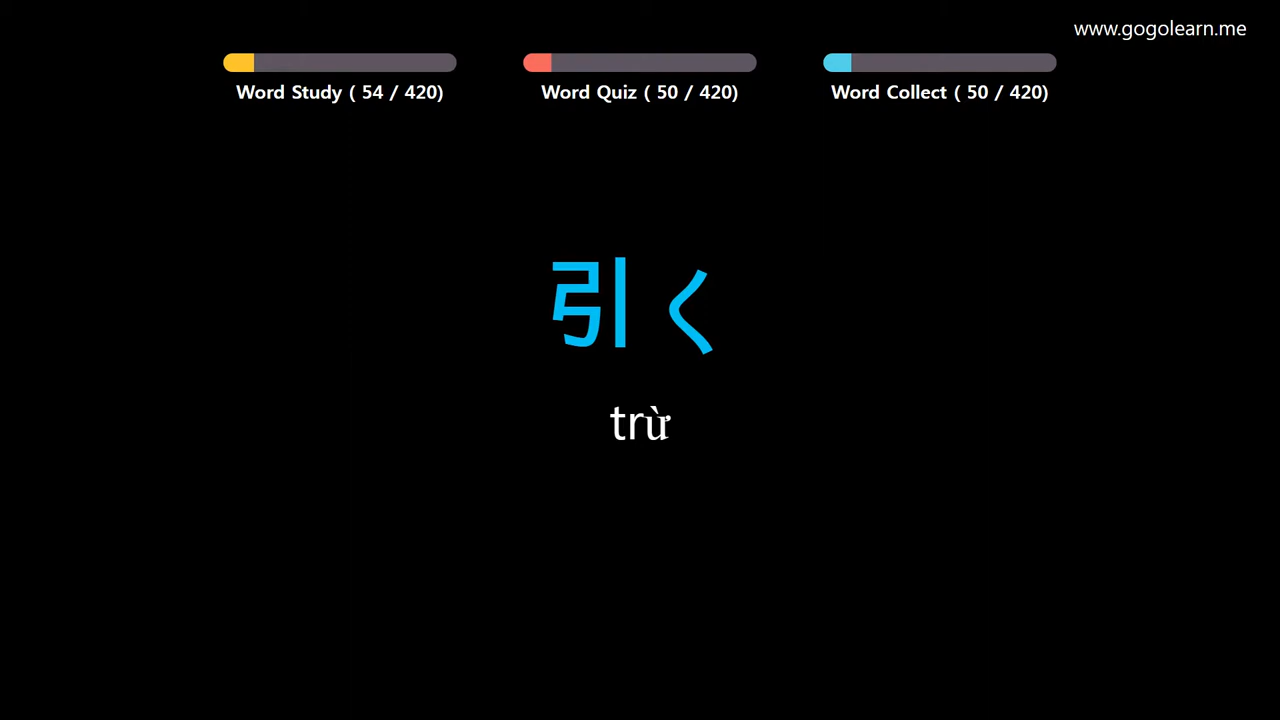 www.gogolearn.me
Word Study ( 54 / 420)
Word Quiz ( 50 / 420)
Word Collect ( 50 / 420)
引く
trừ